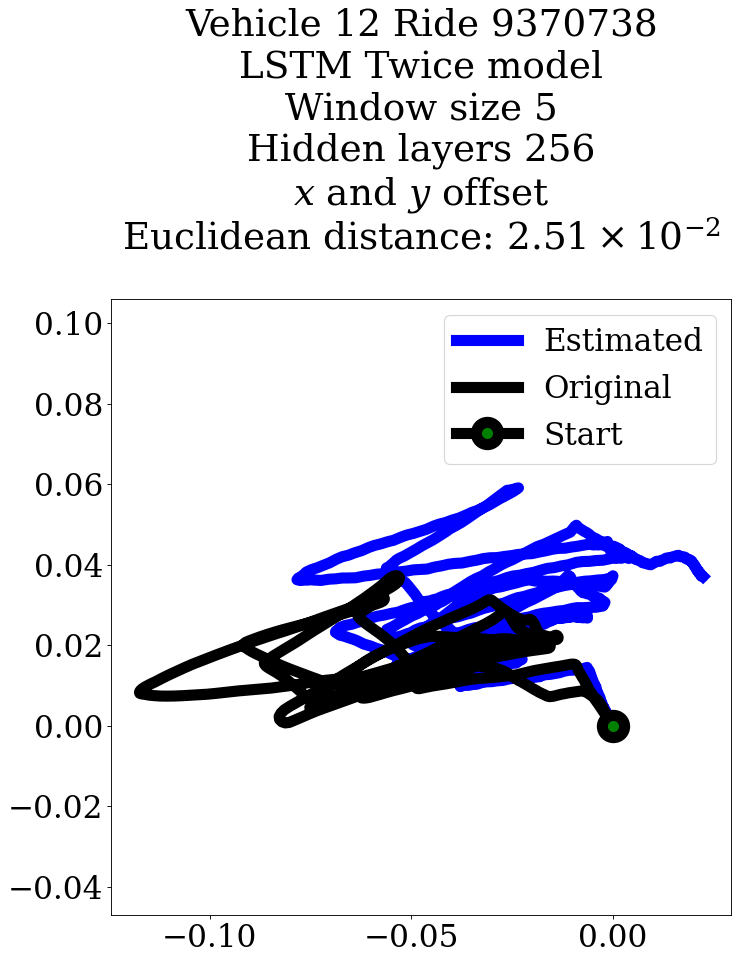 Vehicle 12 Ride 9370738
LSTM Twice model
Window size 5
Hidden layers 256
x and y offset
Euclidean distance: 2.51 × 10⁻²
Estimated
Original
Start
0.10
0.08
0.06
0.04
0.02
0.00
−0.02
−0.04
−0.10
−0.05
0.00